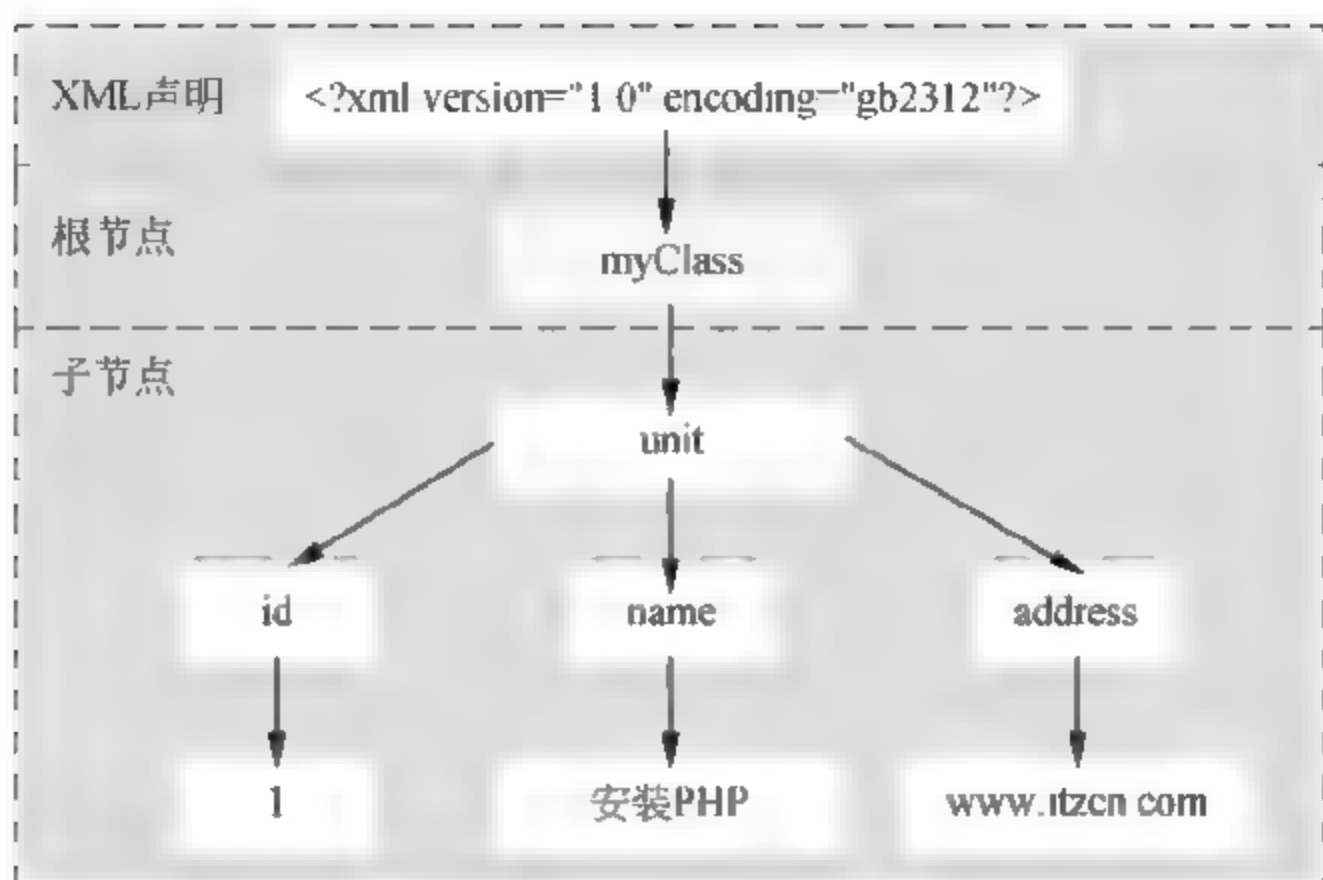 XML声明
<?xml version="1.0" encoding="gb2312"?>
根节点
myClass
子节点
unit
id
name
address
1
安装PHP
www.itzcn.com